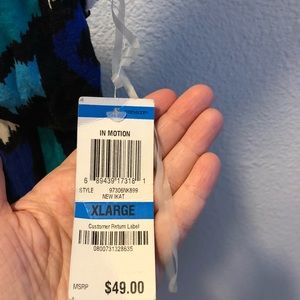 IN MOTION
6 89439 17318 1
STYLE 97306NK899
NEW IKAT
XLARGE
Customer Return Label
0800731328635
MSRP $49.00